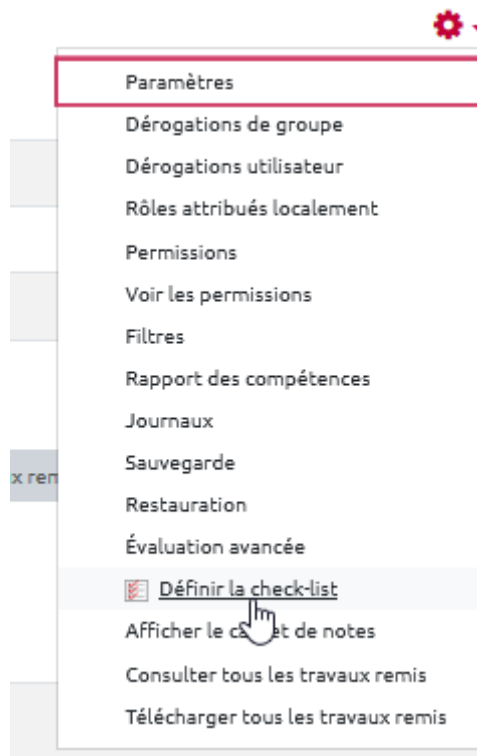 Paramètres
Dérogations de groupe
Dérogations utilisateur
Rôles attribués localement
Permissions
Voir les permissions
Filtres
Rapport des compétences
Journaux
Sauvegarde
x ren
Restauration
Évaluation avancée
Définir la check-list
Afficher le et de notes
Consulter tous les travaux remis
Télécharger tous les travaux remis